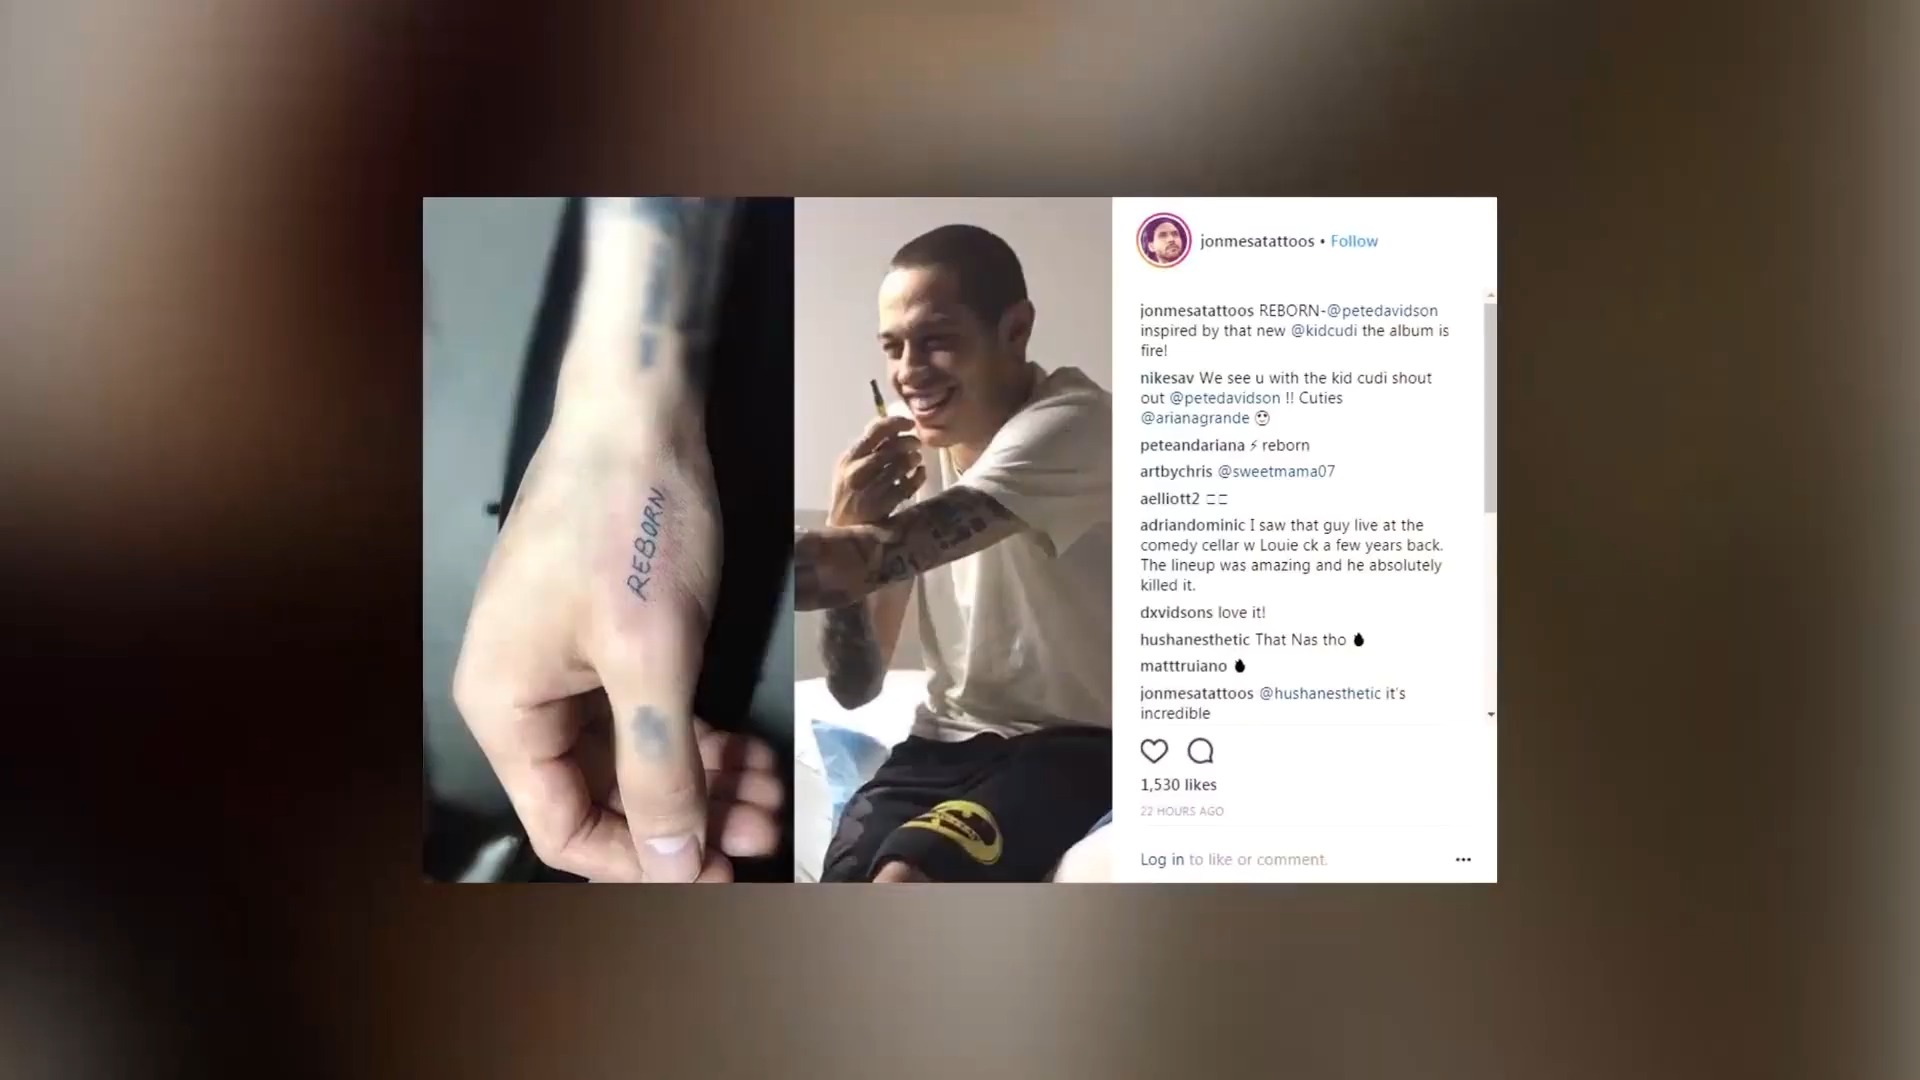 REBORN
jonmesatattoos • Follow
jonmesatattoos REBORN-@petedavidson
inspired by that new @kidcudi the album is
fire!
nikesav We see u with the kid cudi shout
out @petedavidson !! Cuties
@arianagrande 🙂
peteandariana ⚡ reborn
artbychris @sweetmama07
aelliott2 □□
adriandominic I saw that guy live at the
comedy cellar w Louie ck a few years back.
The lineup was amazing and he absolutely
killed it.
dxvidsons love it!
hushanesthetic That Nas tho 🔥
matttruiano 🔥
jonmesatattoos @hushanesthetic it's
incredible
1,530 likes
22 HOURS AGO
Log in to like or comment.